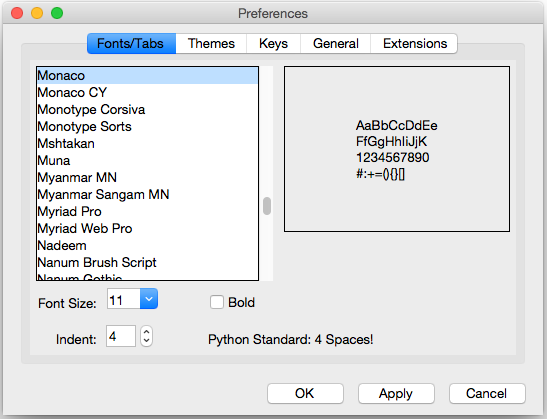 Preferences
Fonts/Tabs Themes Keys General Extensions
Monaco
Monaco CY
Monotype Corsiva
Monotype Sorts
Mshtakan
Muna
Myanmar MN
Myanmar Sangam MN
Myriad Pro
Myriad Web Pro
Nadeem
Nanum Brush Script
Nanum Gothic
AaBbCcDdEe
FfGgHhIiJjK
1234567890
#:+=(){}[]
Font Size: 11 Bold
Indent: 4 Python Standard: 4 Spaces!
OK Apply Cancel